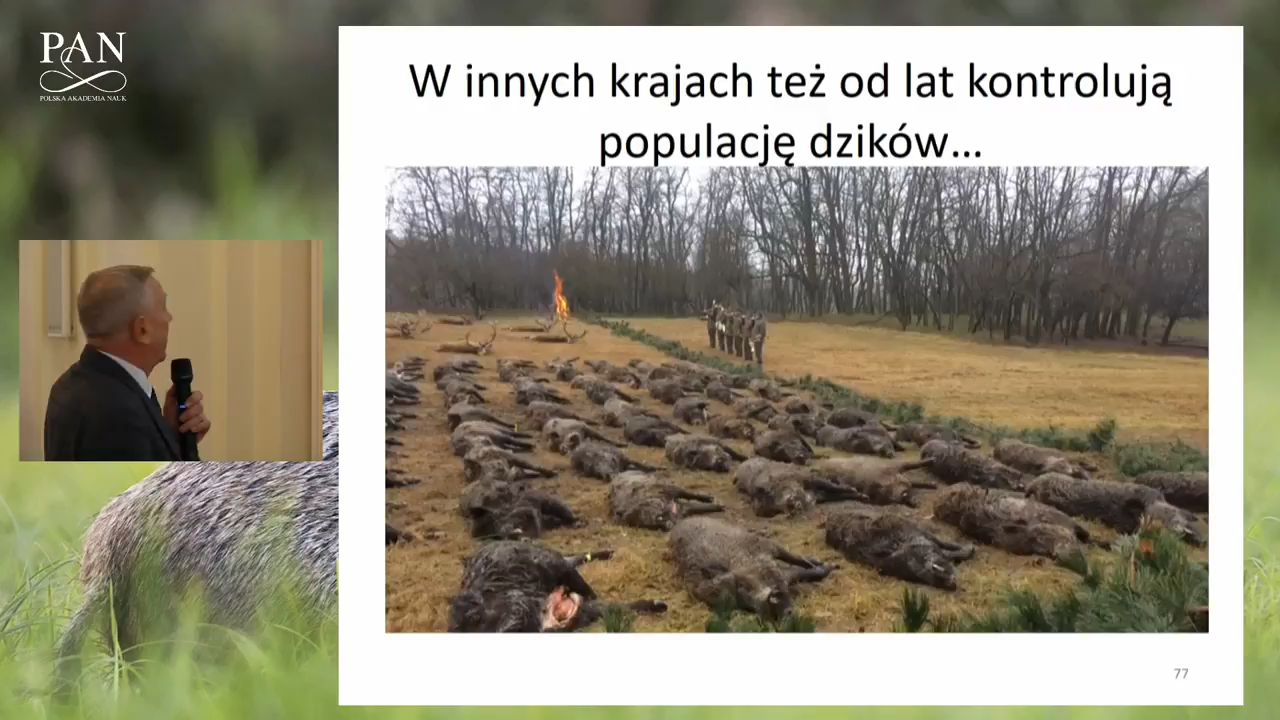 PAN
POLSKA AKADEMIA NAUK
W innych krajach też od lat kontrolują
populację dzików...
77